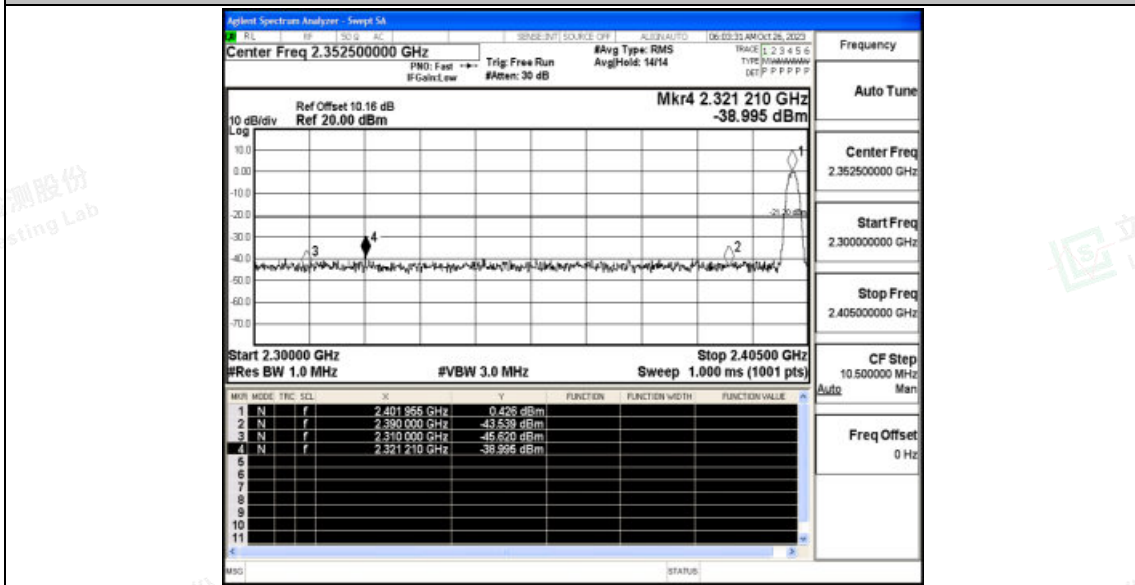 Agilent Spectrum Analyzer - Swept SA
RL RF 50 Ω AC SENSE:INT SOURCE OFF ALIGN AUTO 06:03:31 AM Oct 26, 2023
Center Freq 2.352500000 GHz
PNO: Fast
IFGain:Low
Trig: Free Run
#Atten: 30 dB
#Avg Type: RMS
Avg|Hold: 14/14
TRACE 1 2 3 4 5 6
TYPE
DET P P P P P P
Ref Offset 10.16 dB
10 dB/div Ref 20.00 dBm
Log
Mkr4 2.321 210 GHz
-38.995 dBm
10.0
0.00
-10.0
-20.0
-30.0
-40.0
-50.0
-60.0
-70.0
1
2
3
4
Start 2.30000 GHz Stop 2.40500 GHz
#Res BW 1.0 MHz #VBW 3.0 MHz Sweep 1.000 ms (1001 pts)
MKR MODE TRC SCL X Y FUNCTION FUNCTION WIDTH FUNCTION VALUE
1 N f 2.401 955 GHz 0.426 dBm
2 N f 2.390 000 GHz -43.539 dBm
3 N f 2.310 000 GHz -45.620 dBm
4 N f 2.321 210 GHz -38.995 dBm
5
6
7
8
9
10
11
MSG STATUS
Frequency
Auto Tune
Center Freq
2.352500000 GHz
Start Freq
2.300000000 GHz
Stop Freq
2.405000000 GHz
CF Step
10.500000 MHz
Auto Man
Freq Offset
0 Hz
测股份
sting Lab
立